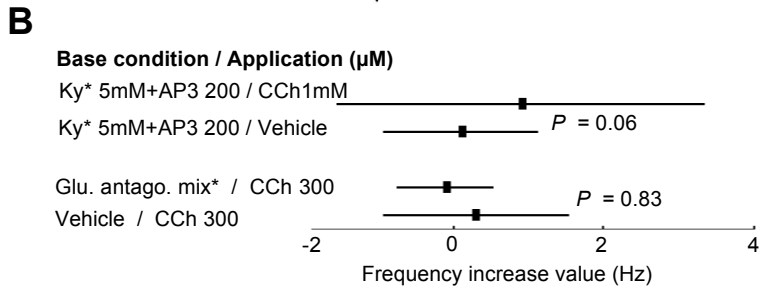 B
Base condition / Application (µM)
Ky* 5mM+AP3 200 / CCh1mM
Ky* 5mM+AP3 200 / Vehicle
P = 0.06
Glu. antago. mix* / CCh 300
P = 0.83
Vehicle / CCh 300
-2 0 2 4
Frequency increase value (Hz)